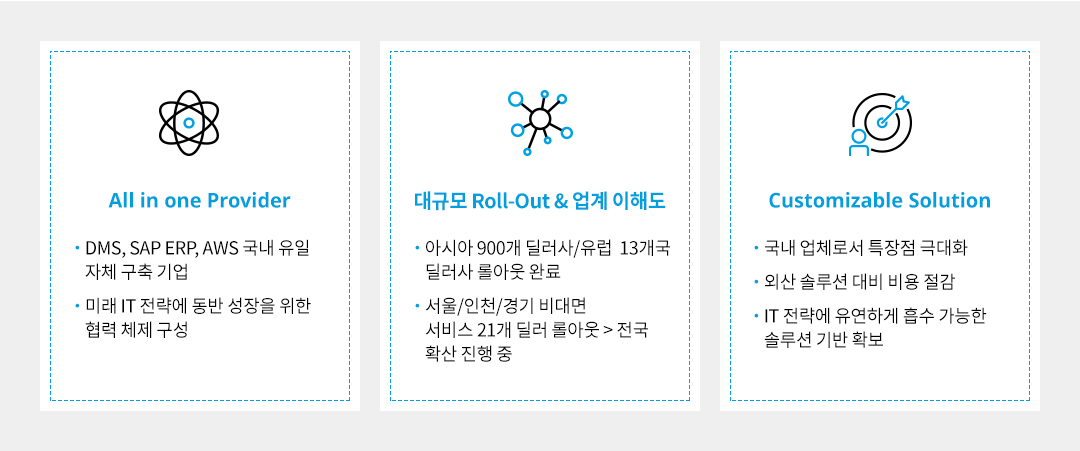 All in one Provider
• DMS, SAP ERP, AWS 국내 유일
자체 구축 기업
• 미래 IT 전략에 동반 성장을 위한
협력 체제 구성
대규모 Roll-Out & 업계 이해도
• 아시아 900개 딜러사/유럽 13개국
딜러사 롤아웃 완료
• 서울/인천/경기 비대면
서비스 21개 딜러 롤아웃 > 전국
확산 진행 중
Customizable Solution
• 국내 업체로서 특장점 극대화
• 외산 솔루션 대비 비용 절감
• IT 전략에 유연하게 흡수 가능한
솔루션 기반 확보